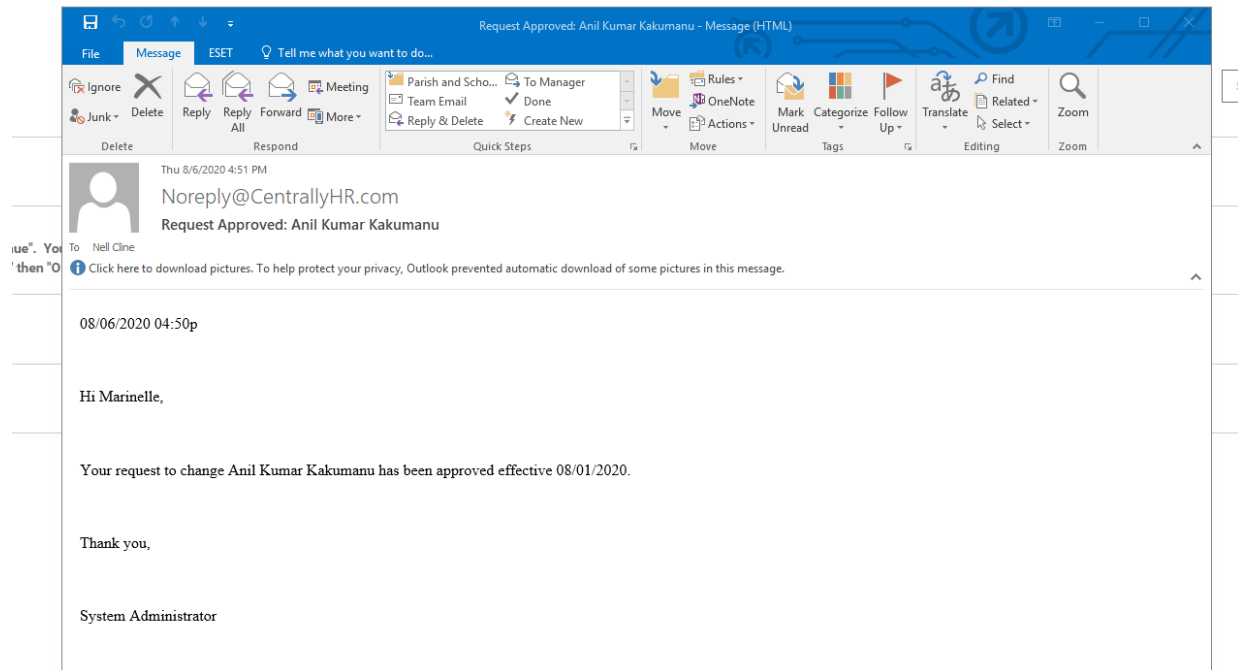 Request Approved: Anil Kumar Kakumanu - Message (HTML)
File Message ESET Tell me what you want to do...
Ignore
Junk
Delete
Delete
Reply
Reply All
Forward
Meeting
More
Respond
Parish and Scho...
To Manager
Team Email
Done
Reply & Delete
Create New
Quick Steps
Move
Rules
OneNote
Actions
Move
Mark Unread
Categorize
Follow Up
Tags
Translate
Find
Related
Select
Editing
Zoom
Zoom
Thu 8/6/2020 4:51 PM
Noreply@CentrallyHR.com
Request Approved: Anil Kumar Kakumanu
To Nell Cline
Click here to download pictures. To help protect your privacy, Outlook prevented automatic download of some pictures in this message.
then "O
08/06/2020 04:50p
Hi Marinelle,
Your request to change Anil Kumar Kakumanu has been approved effective 08/01/2020.
Thank you,
System Administrator